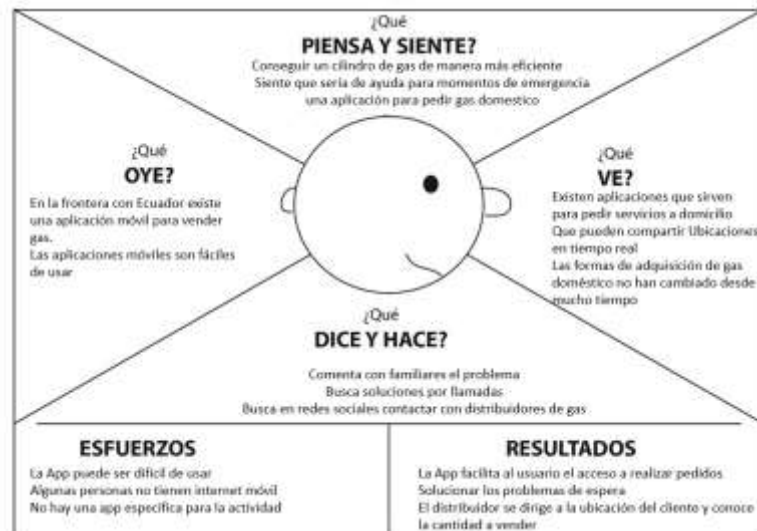 ¿Qué
PIENSA Y SIENTE?
Conseguir un cilindro de gas de manera más eficiente
Siente que seria de ayuda para momentos de emergencia
una aplicación para pedir gas domestico
¿Qué
OYE?
En la frontera con Ecuador existe
una aplicación móvil para vender
gas.
Las aplicaciones móviles son fáciles
de usar
¿Qué
VE?
Existen aplicaciones que sirven
para pedir servicios a domicilio
Que pueden compartir Ubicaciones
en tiempo real
Las formas de adquisición de gas
doméstico no han cambiado desde
mucho tiempo
¿Qué
DICE Y HACE?
Comenta con familiares el problema
Busca soluciones por llamadas
Busca en redes sociales contactar con distribuidores de gas
ESFUERZOS
La App puede ser dificil de usar
Algunas personas no tienen internet móvil
No hay una app especifica para la actividad
RESULTADOS
La App facilita al usuario el acceso a realizar pedidos
Solucionar los problemas de espera
El distribuidor se dirige a la ubicación del cliente y conoce
la cantidad a vender